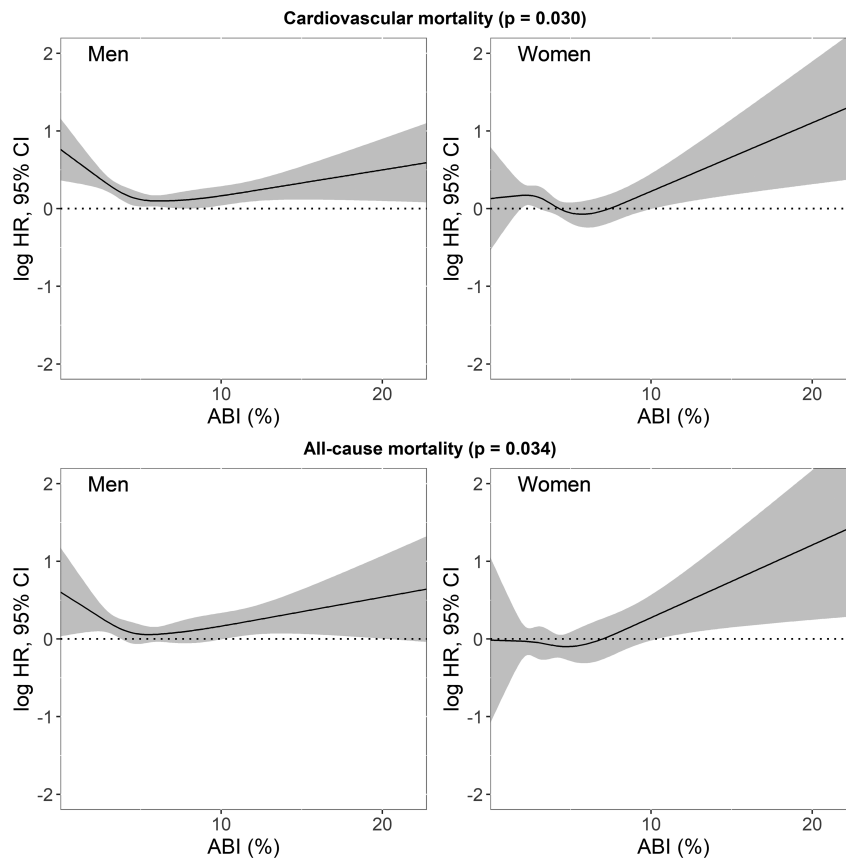 Cardiovascular mortality (p = 0.030)
Men
Women
log HR, 95% CI
2
1
0
-1
-2
10
20
ABI (%)
log HR, 95% CI
2
1
0
-1
-2
10
20
ABI (%)
All-cause mortality (p = 0.034)
Men
Women
log HR, 95% CI
2
1
0
-1
-2
10
20
ABI (%)
log HR, 95% CI
2
1
0
-1
-2
10
20
ABI (%)